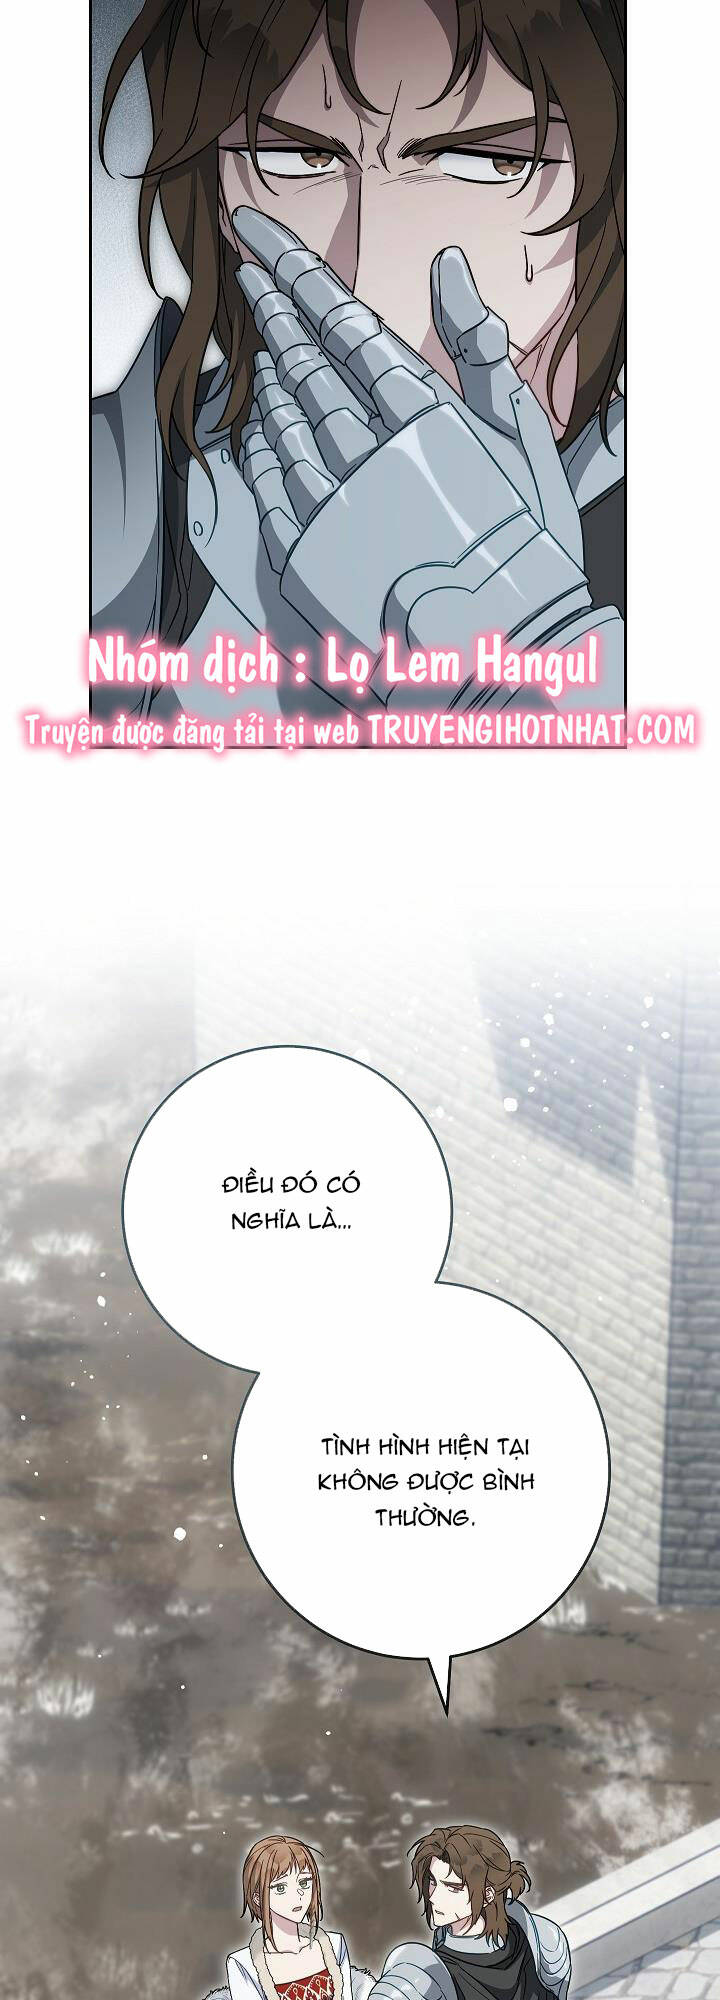 Nhóm dịch : Lọ Lem Hangul
Truyện được đăng tải tại web TRUYENGIHOTNHAT.COM
ĐIỀU ĐÓ CÓ
NGHĨA LÀ...
TÌNH HÌNH HIỆN TẠI
KHÔNG ĐƯỢC BÌNH
THƯỜNG.